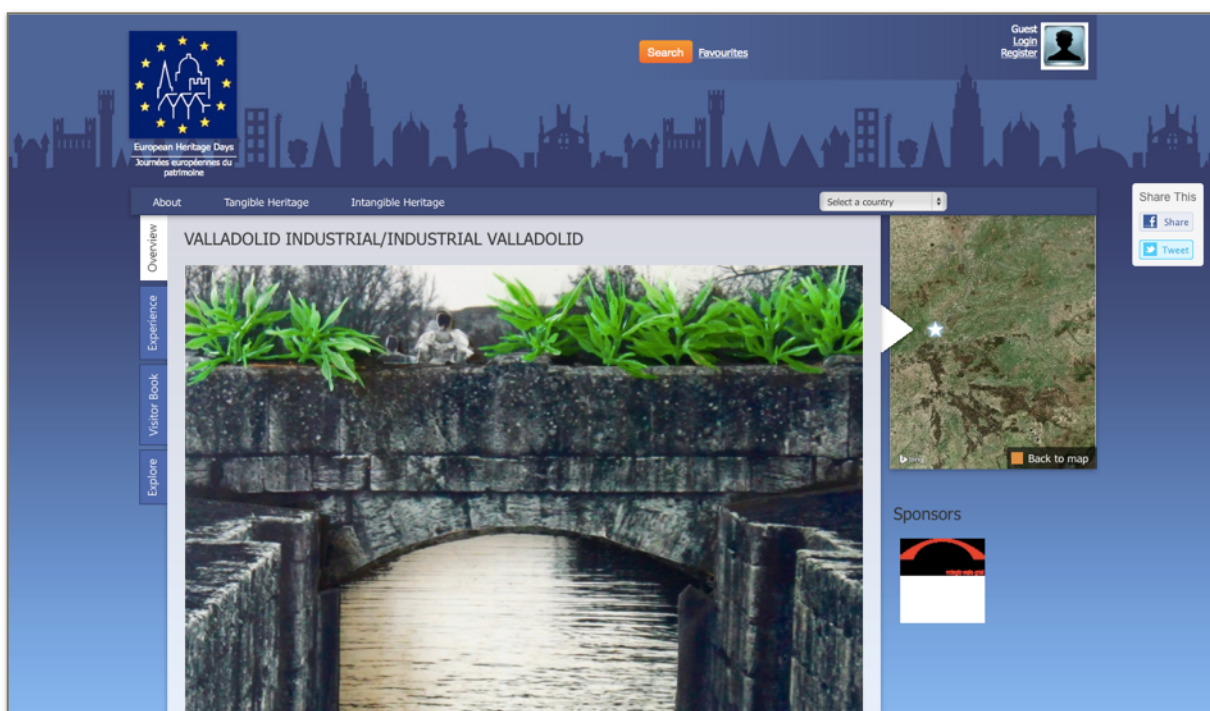 Guest
Login
Register
Search
Favourites
European Heritage Days
Journées européennes du
patrimoine
About
Tangible Heritage
Intangible Heritage
Select a country
Share This
Share
Tweet
Overview
Experience
Visitor Book
Explore
VALLADOLID INDUSTRIAL/INDUSTRIAL VALLADOLID
bing
Back to map
Sponsors